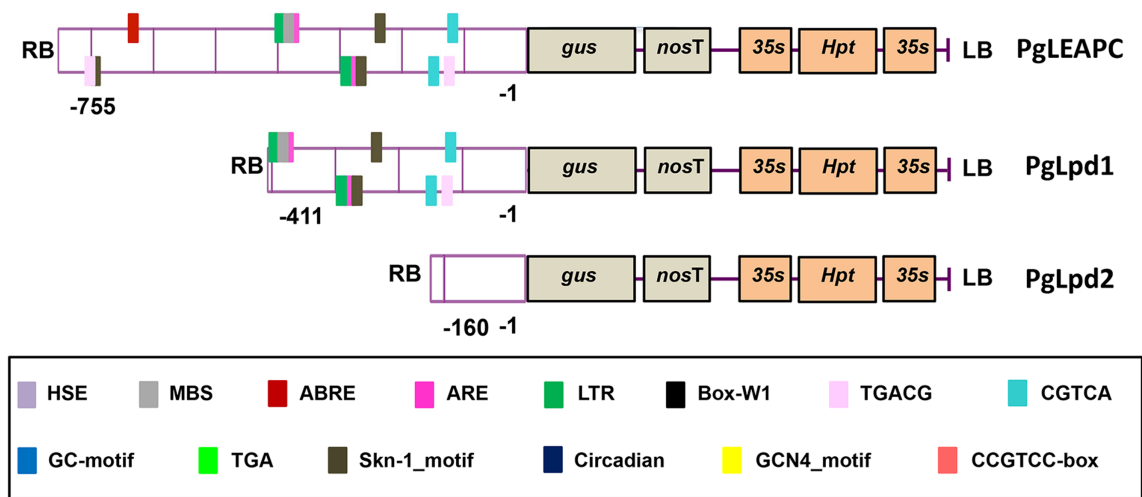 RB gus nosT 35s Hpt 35s LB PgLEAPC
-755 -1
RB gus nosT 35s Hpt 35s LB PgLpd1
-411 -1
RB gus nosT 35s Hpt 35s LB PgLpd2
-160 -1
HSE MBS ABRE ARE LTR Box-W1 TGACG CGTCA
GC-motif TGA Skn-1_motif Circadian GCN4_motif CCGTCC-box